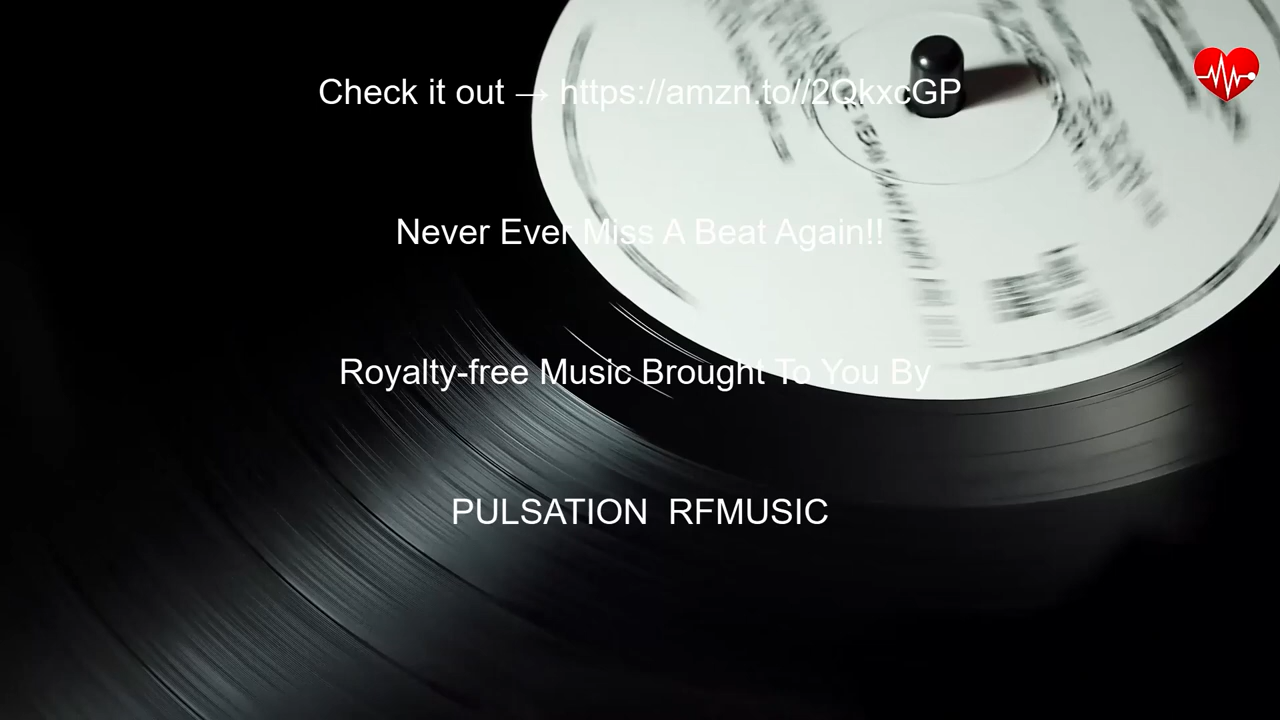 Check it out → https://amzn.to//2QkxcGP
Never Ever Miss A Beat Again!!
Royalty-free Music Brought To You By
PULSATION  RFMUSIC